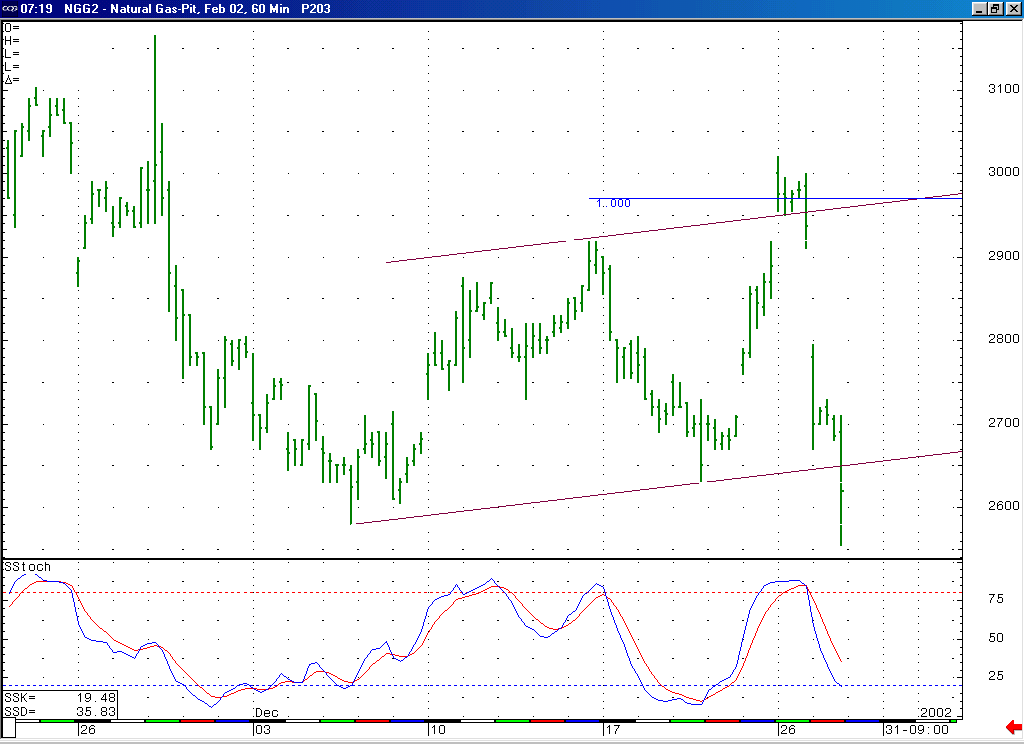 07:19 NGG2 - Natural Gas-Pit, Feb 02, 60 Min P203
O=
H=
L=
L=
Δ=
3100
3000
1.000
2900
2800
2700
2600
SStoch
75
50
25
SSK= 19.48
SSD= 35.83
Dec 2002
26 03 10 17 26 31-09:00